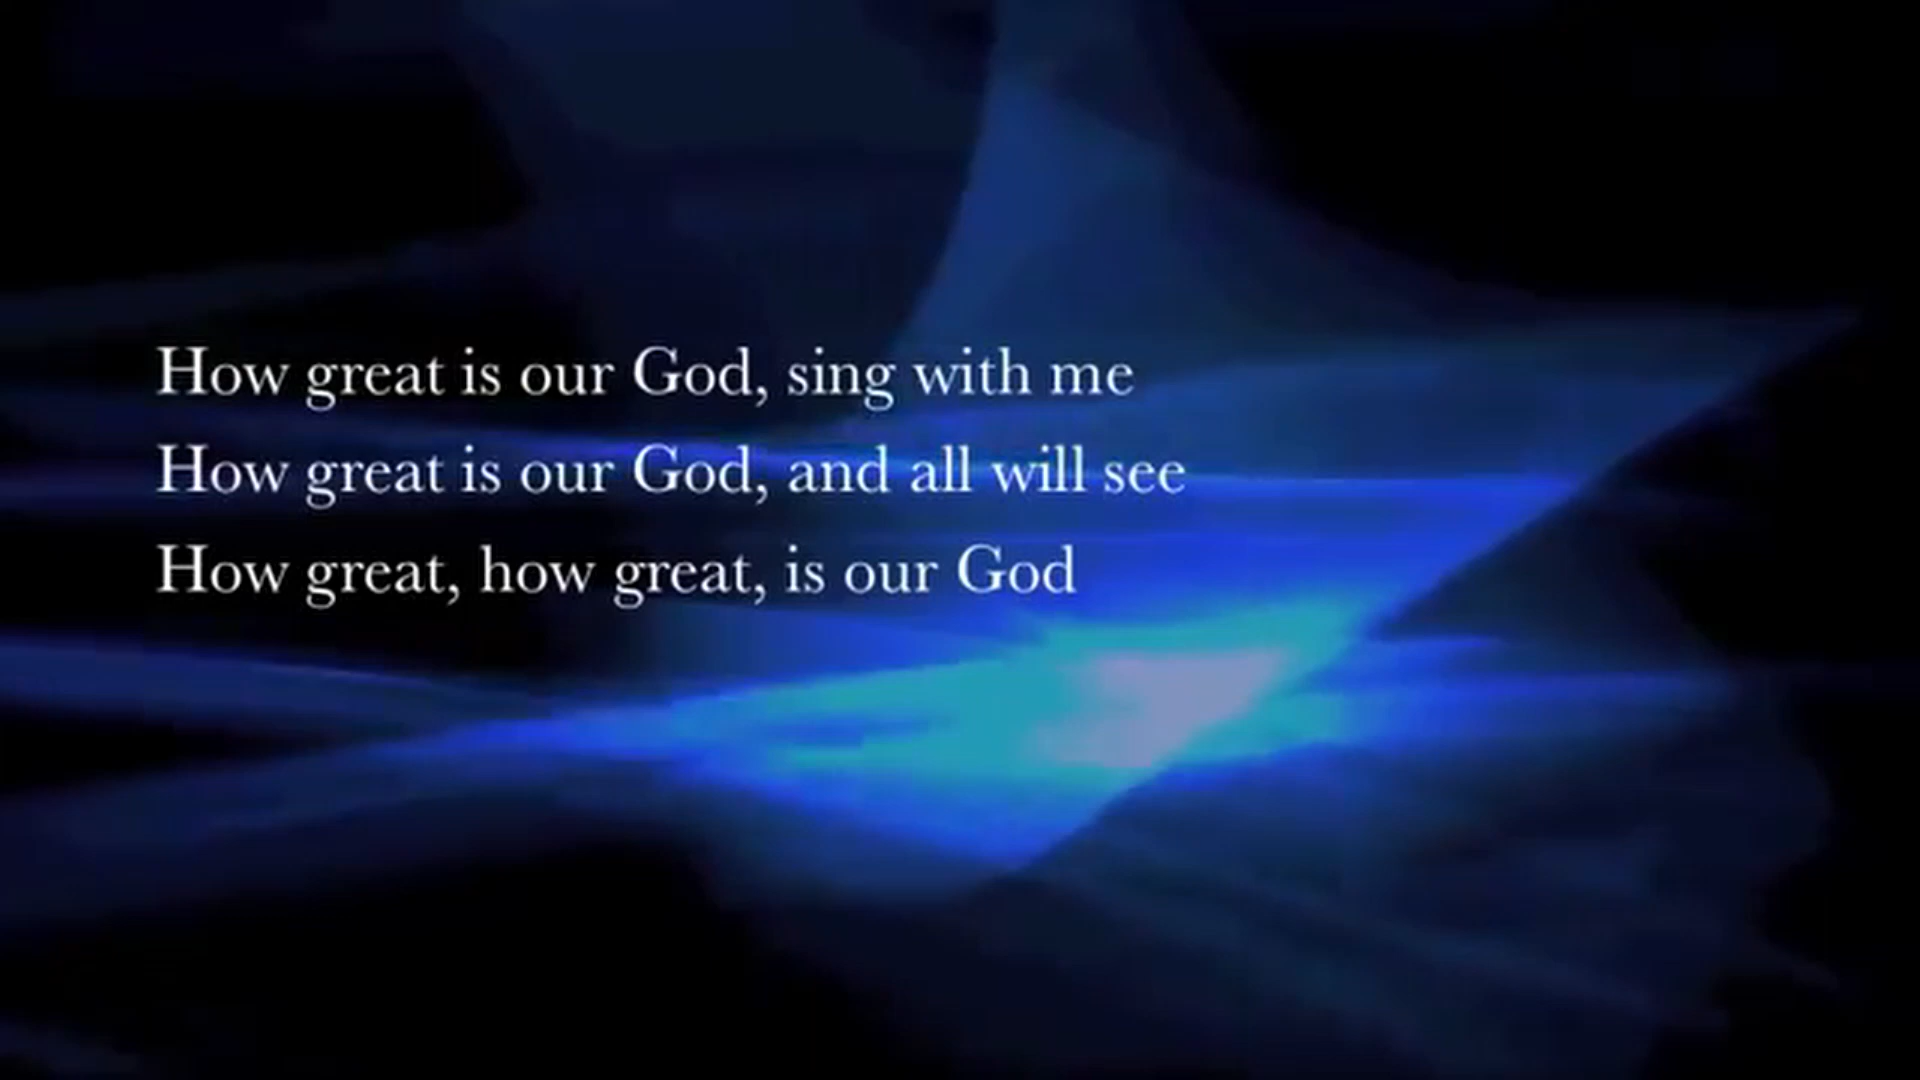 How great is our God, sing with me
How great is our God, and all will see
How great, how great, is our God